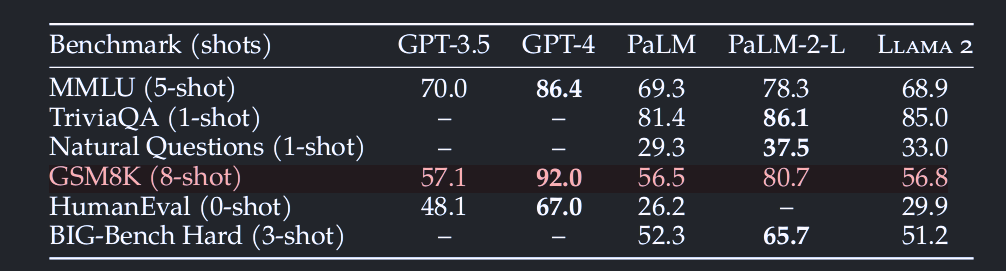 Benchmark (shots) GPT-3.5 GPT-4 PaLM PaLM-2-L LLAMA 2
MMLU (5-shot) 70.0 86.4 69.3 78.3 68.9
TriviaQA (1-shot) – – 81.4 86.1 85.0
Natural Questions (1-shot) – – 29.3 37.5 33.0
GSM8K (8-shot) 57.1 92.0 56.5 80.7 56.8
HumanEval (0-shot) 48.1 67.0 26.2 – 29.9
BIG-Bench Hard (3-shot) – – 52.3 65.7 51.2